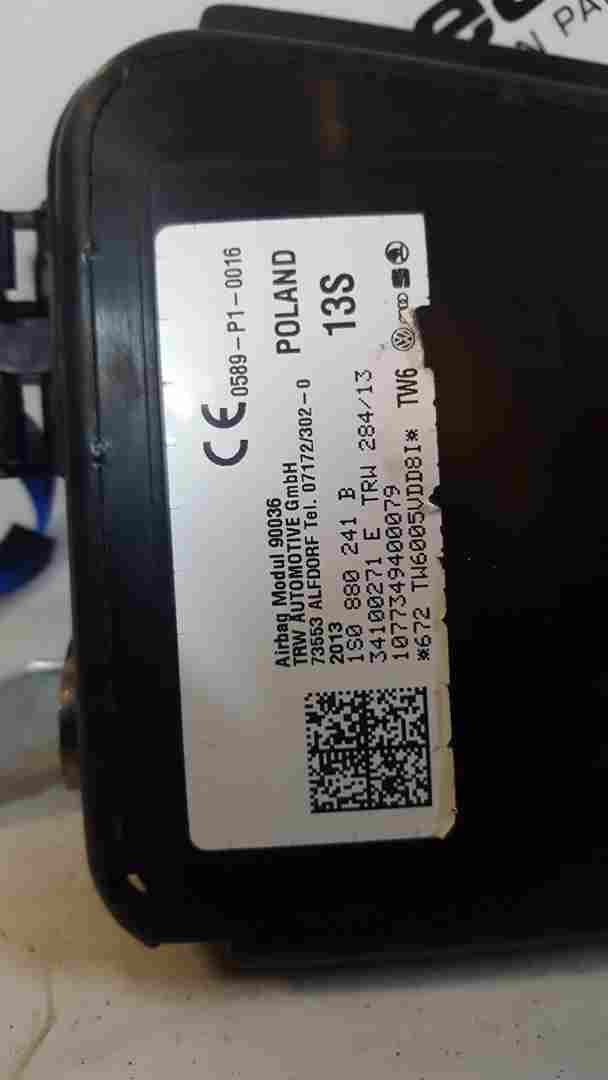 CE 0589-P1-0016
Airbag Modul 90036
TRW AUTOMOTIVE GmbH
73553 ALFDORF Tel. 07172/302-0
POLAND
2013
13S
1S0 880 241 B
34100271 E TRW 284/13
1077349400079
*672 TW6005VDD8I* TW6